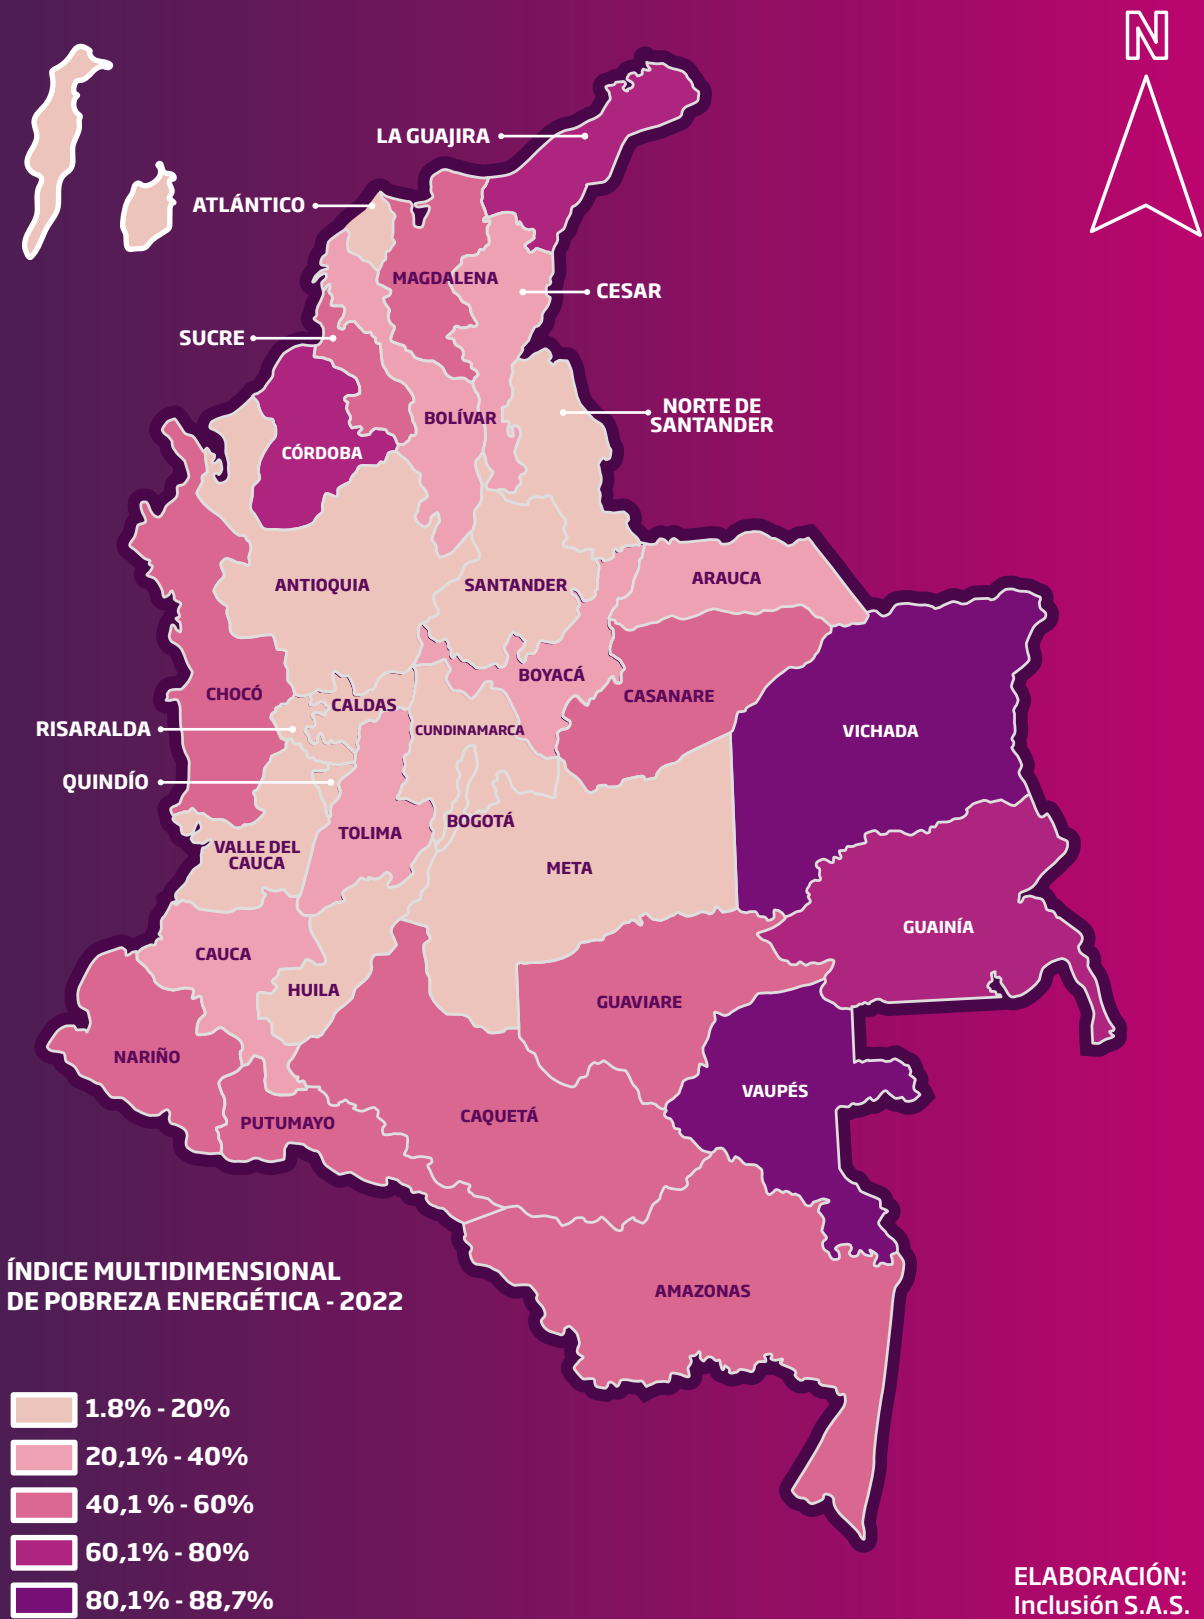 N
LA GUAJIRA
ATLÁNTICO
MAGDALENA
CESAR
SUCRE
NORTE DE
SANTANDER
BOLÍVAR
CÓRDOBA
ANTIOQUIA
SANTANDER
ARAUCA
BOYACÁ
CHOCÓ
CASANARE
CALDAS
RISARALDA
CUNDINAMARCA
VICHADA
QUINDÍO
BOGOTÁ
TOLIMA
VALLE DEL
CAUCA
META
GUAINÍA
CAUCA
HUILA
GUAVIARE
NARIÑO
VAUPÉS
PUTUMAYO
CAQUETÁ
AMAZONAS
ÍNDICE MULTIDIMENSIONAL
DE POBREZA ENERGÉTICA - 2022
1.8% - 20%
20,1% - 40%
40,1 % - 60%
60,1% - 80%
80,1% - 88,7%
ELABORACIÓN:
Inclusión S.A.S.